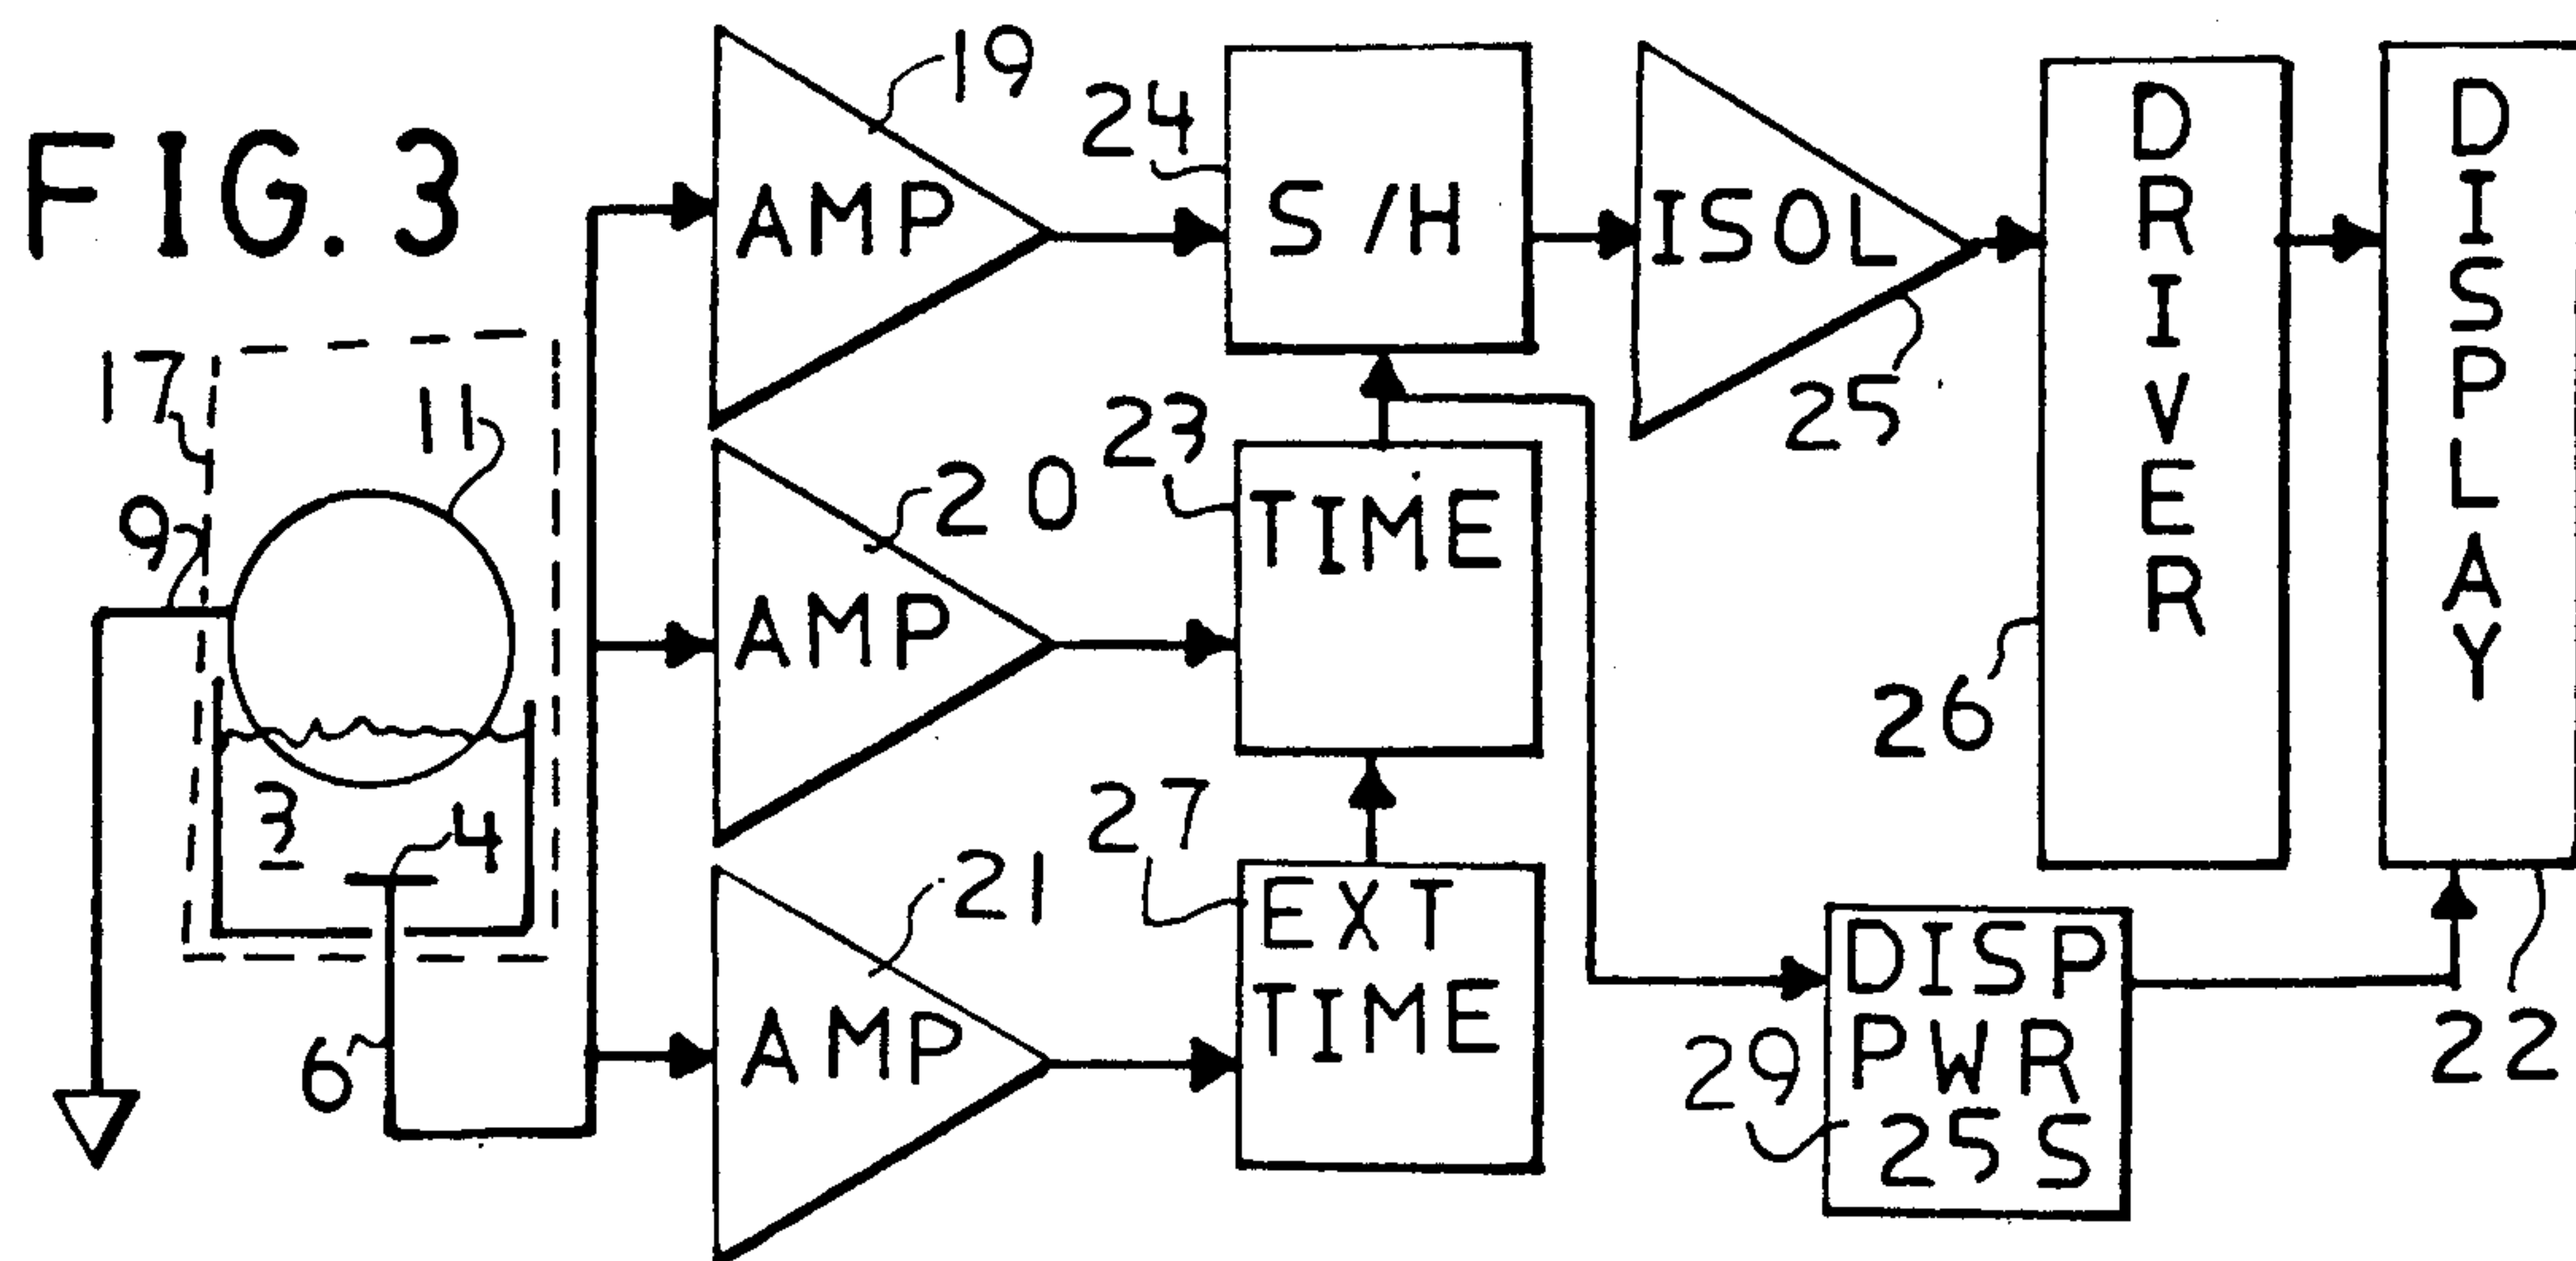 FIG. 3
19
AMP
24
S/H
ISOL
25
DRIVER
DISPLAY
17
11
9
3
4
6
20
AMP
23
TIME
26
21
AMP
27
EXT
TIME
29
DISP
PWR
25S
22